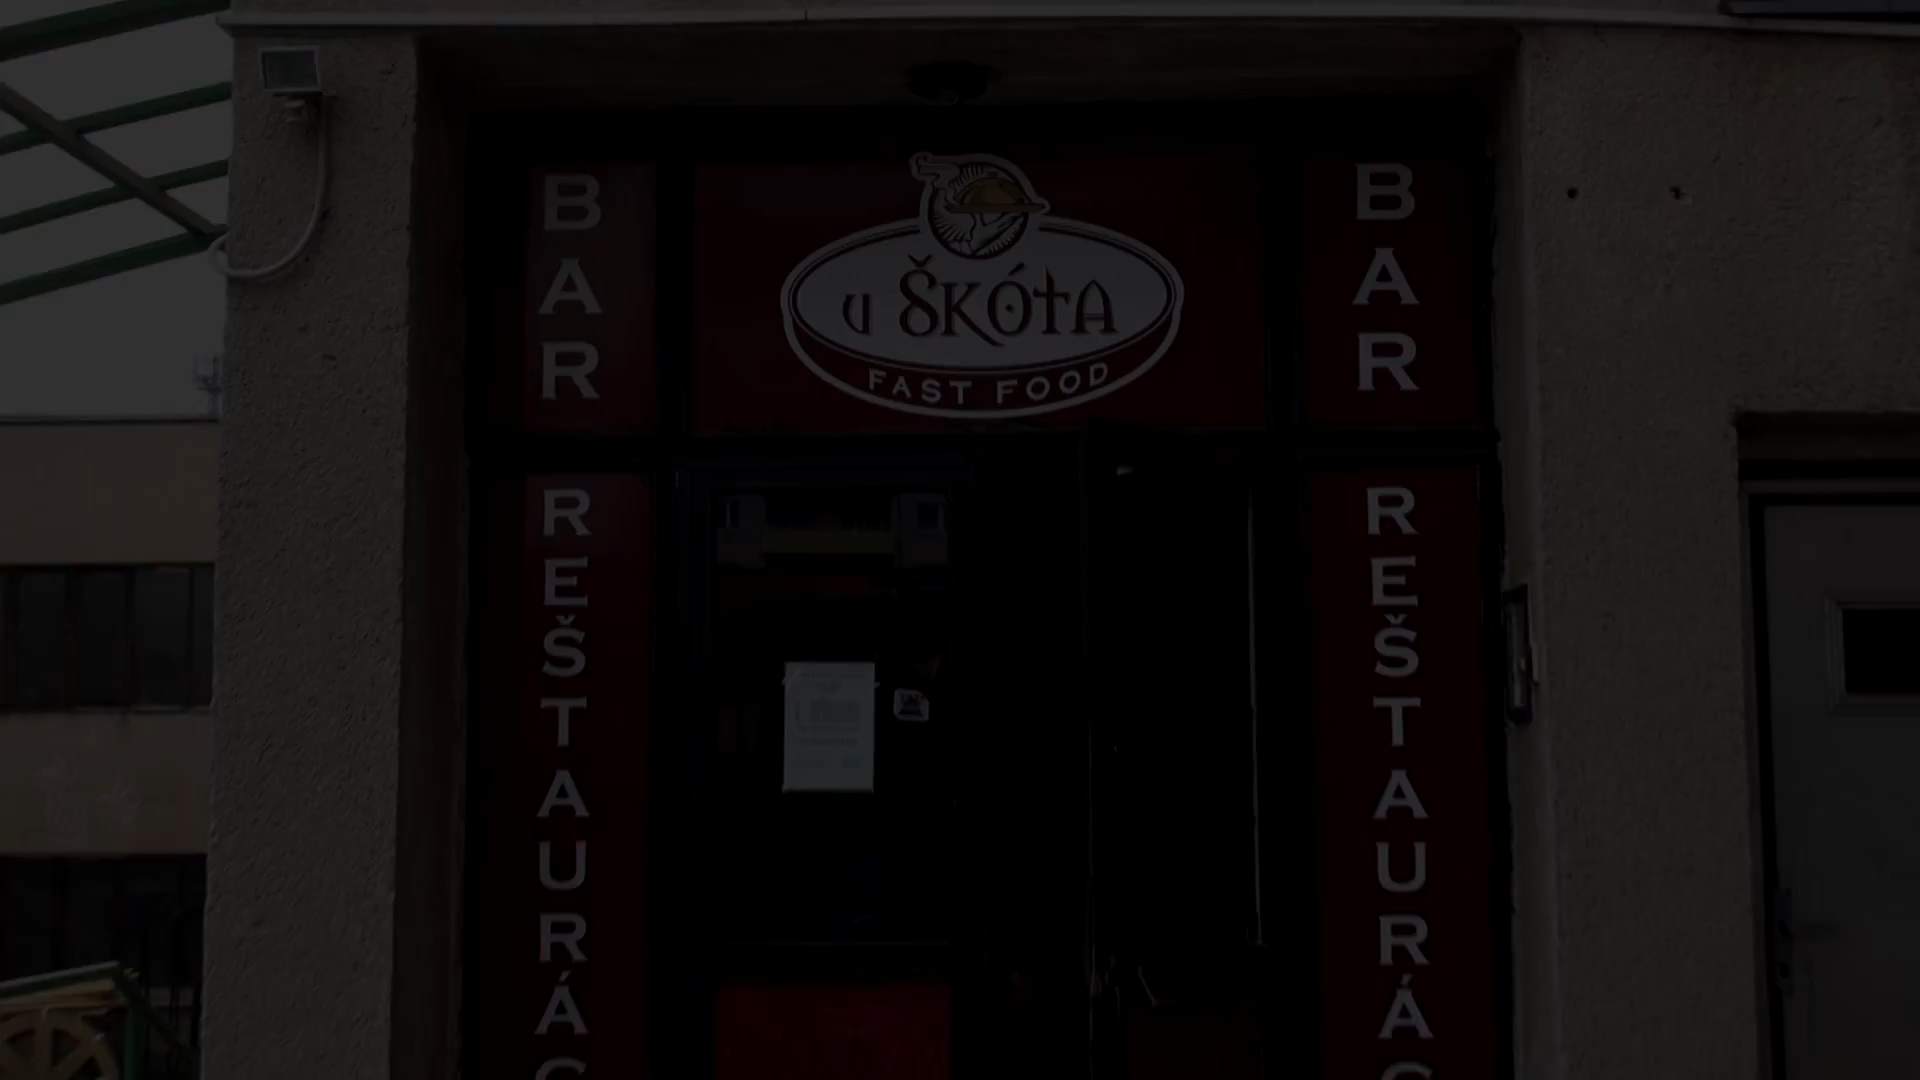 BAR
u ŠKÓtA
FAST FOOD
BAR
REŠTAURÁC
REŠTAURÁC